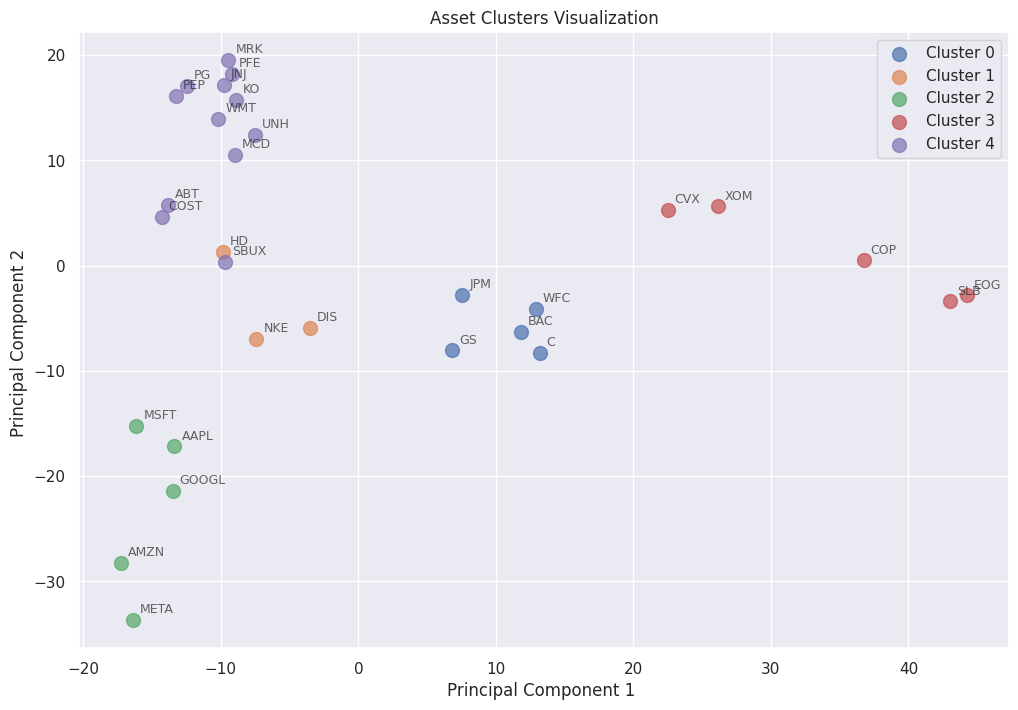 Asset Clusters Visualization
Cluster 0
Cluster 1
Cluster 2
Cluster 3
Cluster 4
MRK
PFE
PG
JNJ
PEP
KO
WMT
UNH
MCD
ABT
COST
HD
SBUX
NKE
DIS
JPM
WFC
BAC
GS
C
CVX
XOM
COP
EOG
SLB
MSFT
AAPL
GOOGL
AMZN
META
20
10
0
−10
−20
−30
Principal Component 2
−20
−10
0
10
20
30
40
Principal Component 1